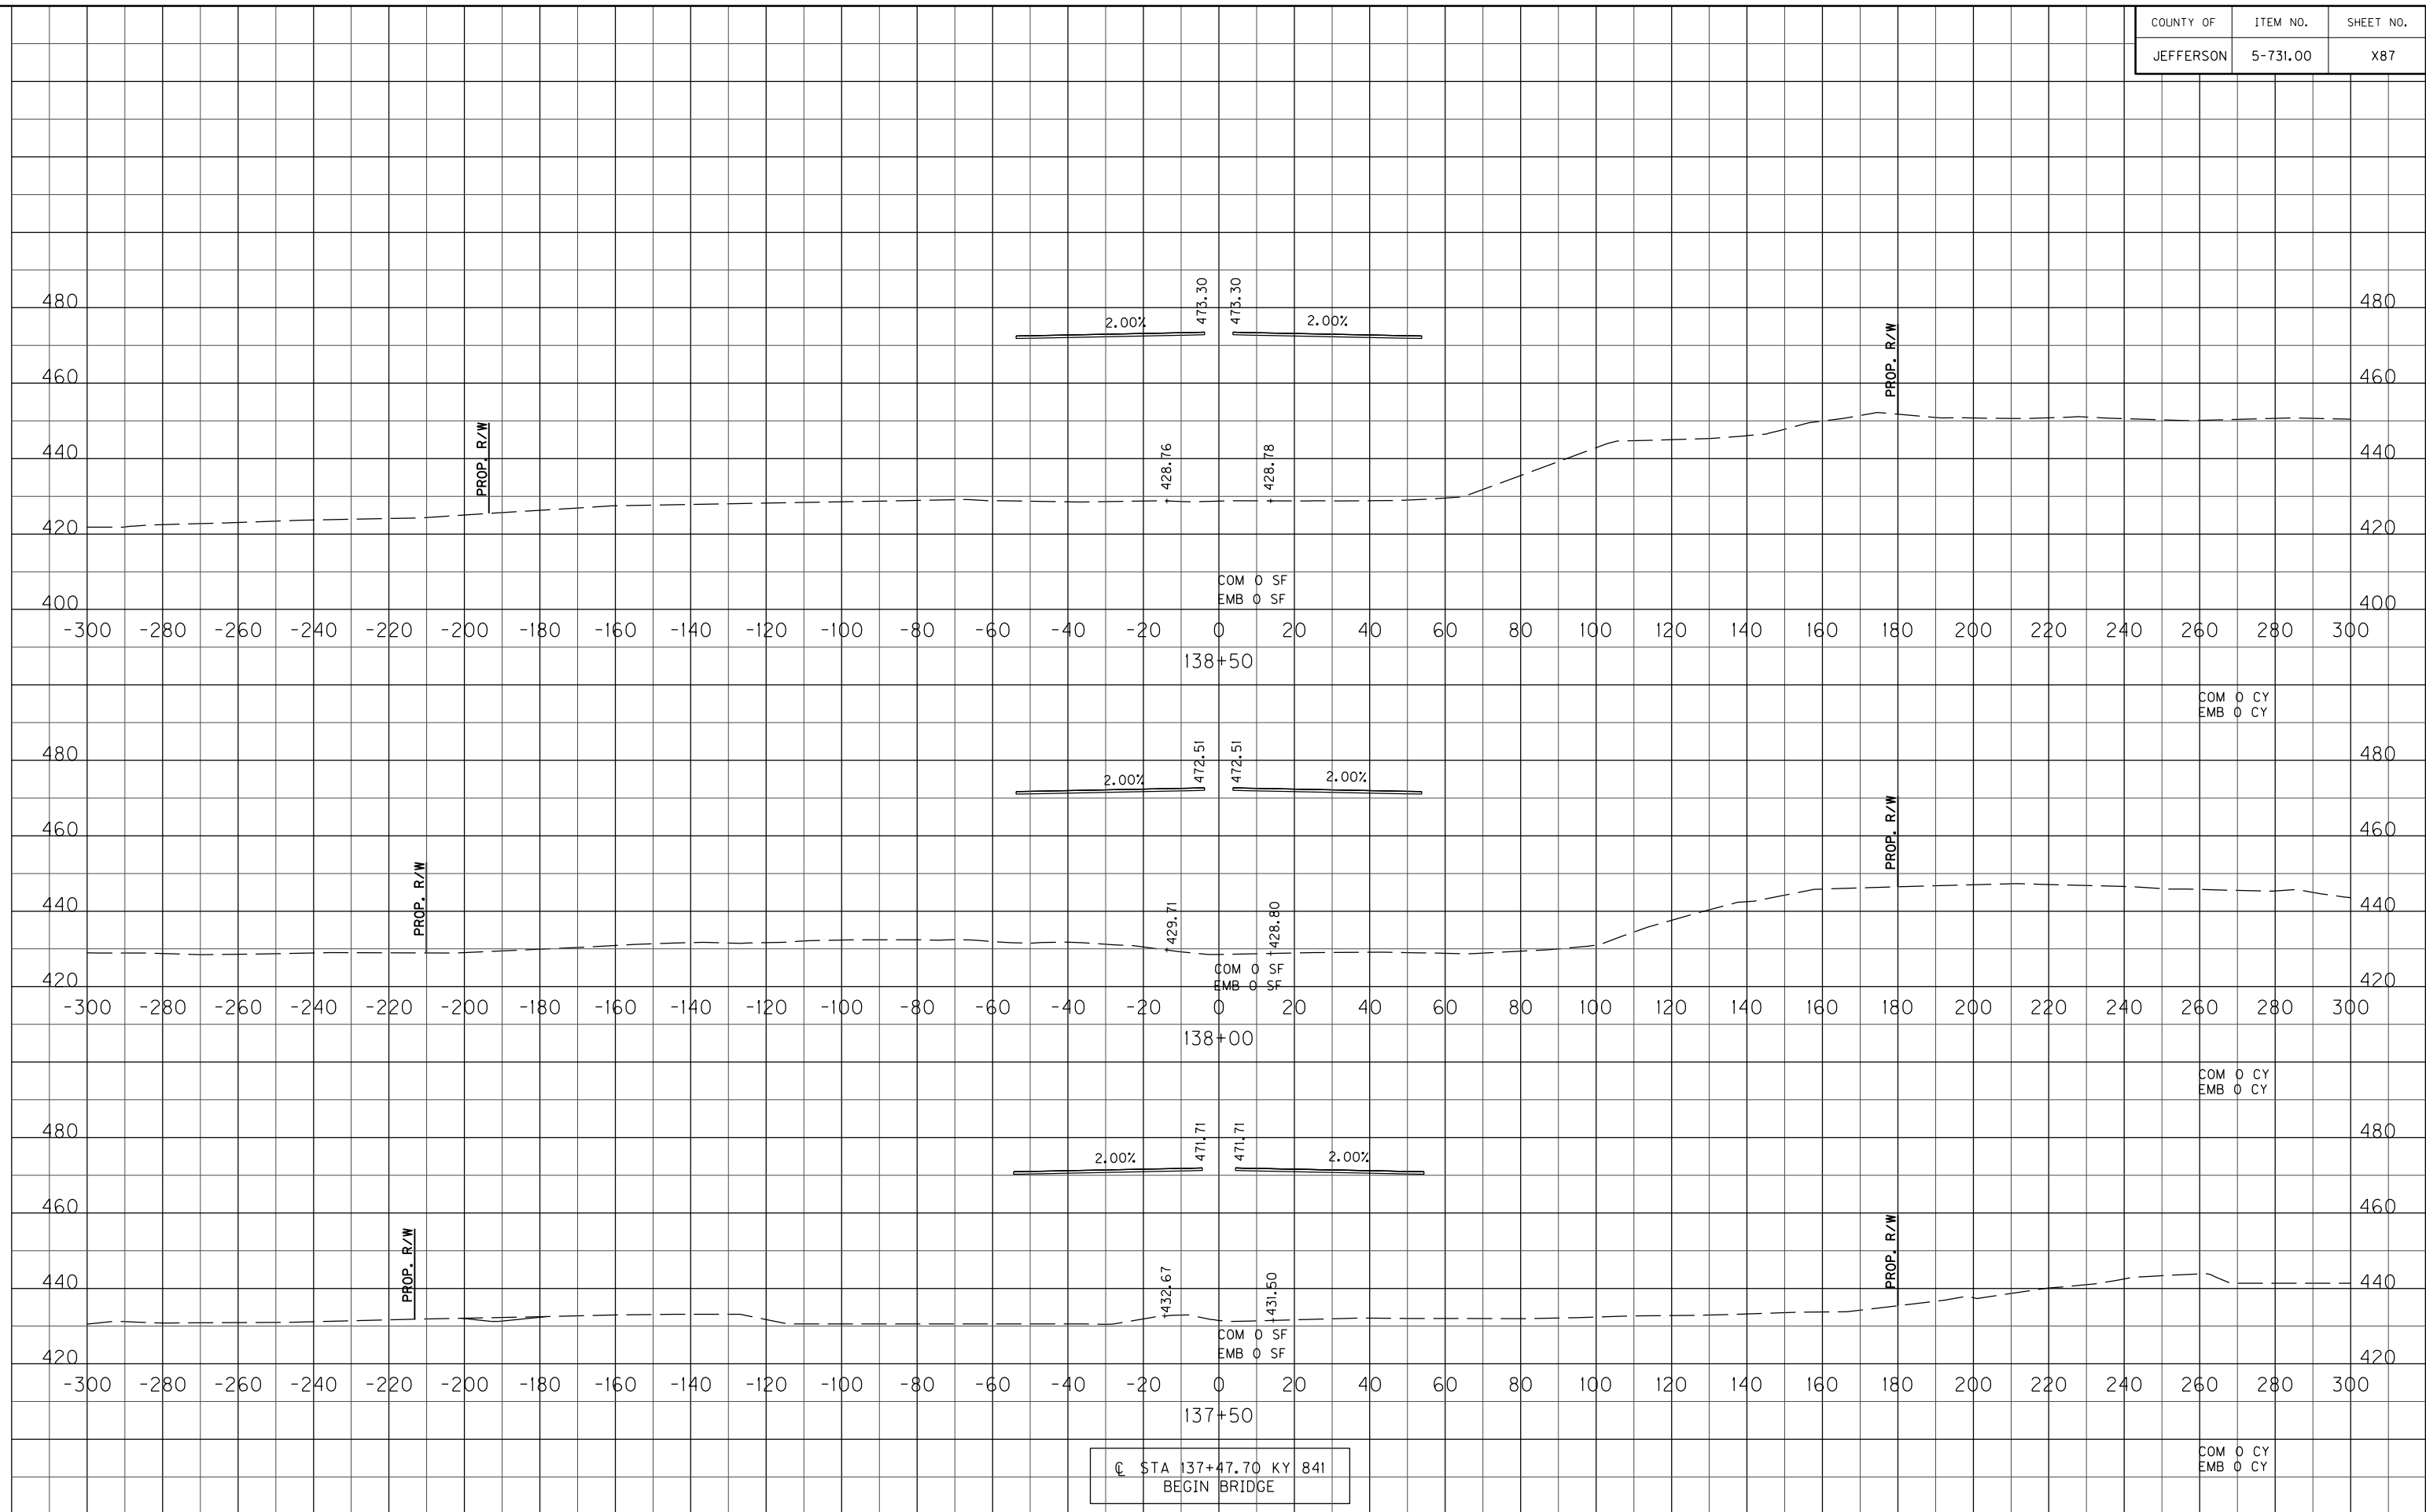 COUNTY OF ITEM NO. SHEET NO.
JEFFERSON 5-731.00 X87
473.30 473.30
480 480
2.00% 2.00%
PROP. R/W
460 460
PROP. R/W
440 428.76 428.78 440
420 420
COM 0 SF
EMB 0 SF
400 400
-300 -280 -260 -240 -220 -200 -180 -160 -140 -120 -100 -80 -60 -40 -20 0 20 40 60 80 100 120 140 160 180 200 220 240 260 280 300
138+50
COM 0 CY
EMB 0 CY
472.51 472.51
480 480
2.00% 2.00%
PROP. R/W
460 460
PROP. R/W
440 429.71 428.80 440
COM 0 SF
EMB 0 SF
420 420
-300 -280 -260 -240 -220 -200 -180 -160 -140 -120 -100 -80 -60 -40 -20 0 20 40 60 80 100 120 140 160 180 200 220 240 260 280 300
138+00
COM 0 CY
EMB 0 CY
480 480
471.71 471.71
2.00% 2.00%
460 460
PROP. R/W PROP. R/W
440 432.67 431.50 440
COM 0 SF
EMB 0 SF
420 420
-300 -280 -260 -240 -220 -200 -180 -160 -140 -120 -100 -80 -60 -40 -20 0 20 40 60 80 100 120 140 160 180 200 220 240 260 280 300
137+50
COM 0 CY
EMB 0 CY
℄ STA 137+47.70 KY 841
BEGIN BRIDGE